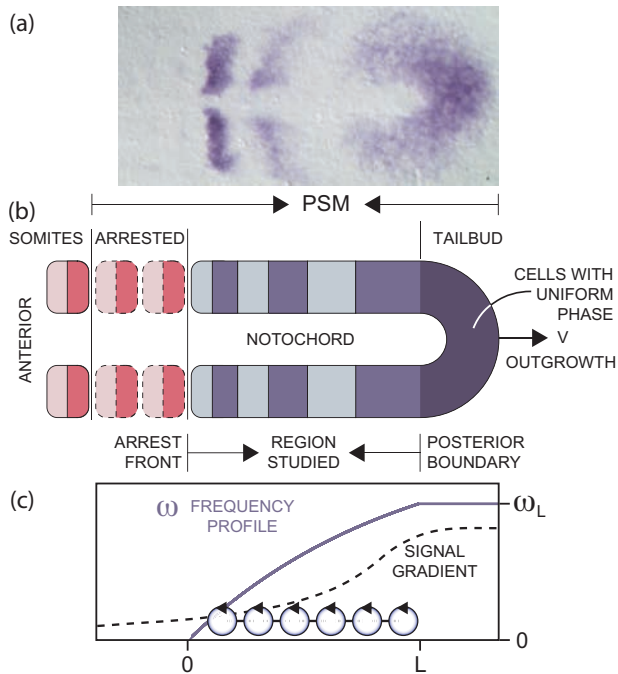 (a)
PSM
(b)
SOMITES
ARRESTED
TAILBUD
ANTERIOR
CELLS WITH
UNIFORM
PHASE
NOTOCHORD
V
OUTGROWTH
ARREST
FRONT
REGION
STUDIED
POSTERIOR
BOUNDARY
(c)
ω FREQUENCY
PROFILE
ωL
SIGNAL
GRADIENT
0
0
L